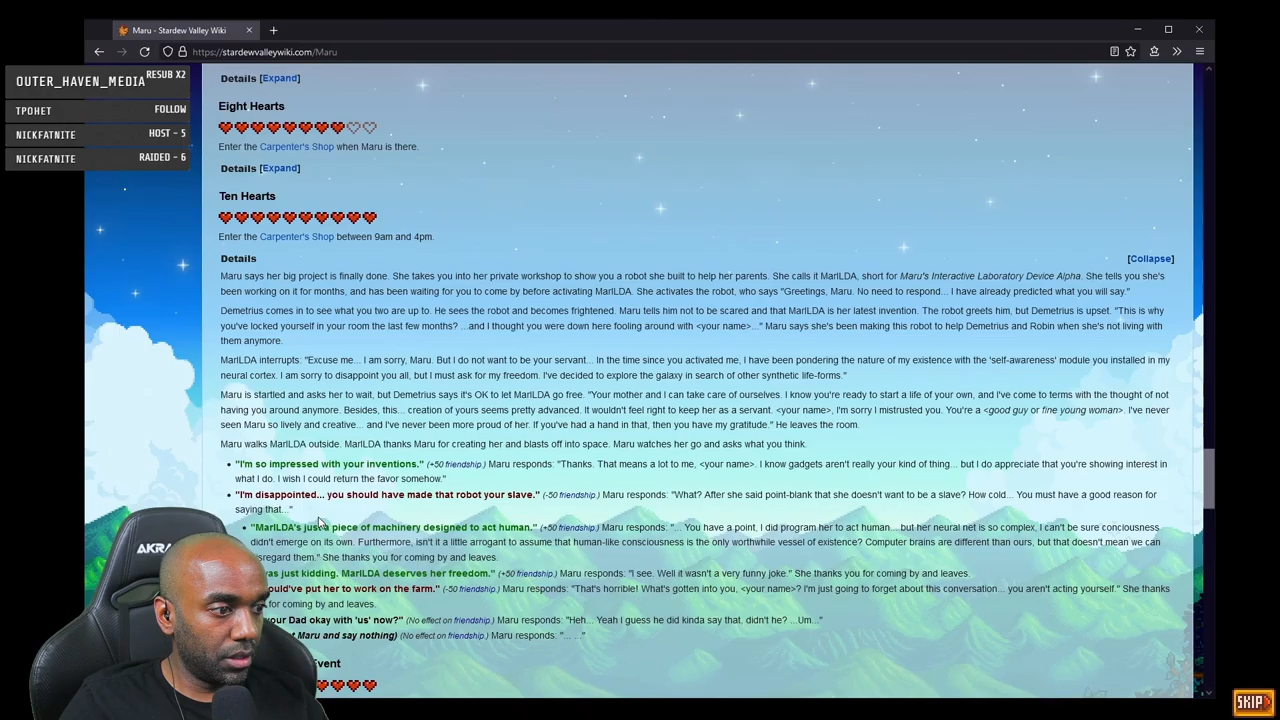 Maru - Stardew Valley Wiki
https://stardewvalleywiki.com/Maru
OUTER_HAVEN_MEDIA RESUB X2
TPOHET FOLLOW
NICKFATNITE HOST - 5
NICKFATNITE RAIDED - 6
Details [Expand]
Eight Hearts
Enter the Carpenter's Shop when Maru is there.
Details [Expand]
Ten Hearts
Enter the Carpenter's Shop between 9am and 4pm.
Details [Collapse]
Maru says her big project is finally done. She takes you into her private workshop to show you a robot she built to help her parents. She calls it MarILDA, short for Maru's Interactive Laboratory Device Alpha. She tells you she's
been working on it for months, and has been waiting for you to come by before activating MarILDA. She activates the robot, who says "Greetings, Maru. No need to respond... I have already predicted what you will say."
Demetrius comes in to see what you two are up to. He sees the robot and becomes frightened. Maru tells him not to be scared and that MarILDA is her latest invention. The robot greets him, but Demetrius is upset. "This is why
you've locked yourself in your room the last few months? ...and I thought you were down here fooling around with <your name>..." Maru says she's been making this robot to help Demetrius and Robin when she's not living with
them anymore.
MarILDA interrupts: "Excuse me... I am sorry, Maru. But I do not want to be your servant... In the time since you activated me, I have been pondering the nature of my existence with the 'self-awareness' module you installed in my
neural cortex. I am sorry to disappoint you all, but I must ask for my freedom. I've decided to explore the galaxy in search of other synthetic life-forms."
Maru is startled and asks her to wait, but Demetrius says it's OK to let MarILDA go free. "Your mother and I can take care of ourselves. I know you're ready to start a life of your own, and I've come to terms with the thought of not
having you around anymore. Besides, this... creation of yours seems pretty advanced. It wouldn't feel right to keep her as a servant. <your name>, I'm sorry I mistrusted you. You're a <good guy or fine young woman>. I've never
seen Maru so lively and creative... and I've never been more proud of her. If you've had a hand in that, then you have my gratitude." He leaves the room.
Maru walks MarILDA outside. MarILDA thanks Maru for creating her and blasts off into space. Maru watches her go and asks what you think.
"I'm so impressed with your inventions." (+50 friendship.) Maru responds: "Thanks. That means a lot to me, <your name>. I know gadgets aren't really your kind of thing... but I do appreciate that you're showing interest in
what I do. I wish I could return the favor somehow."
"I'm disappointed... you should have made that robot your slave." (-50 friendship.) Maru responds: "What? After she said point-blank that she doesn't want to be a slave? How cold... You must have a good reason for
saying that..."
"MarILDA's just a piece of machinery designed to act human." (+50 friendship.) Maru responds: "... You have a point. I did program her to act human... but her neural net is so complex, I can't be sure conciousness
didn't emerge on its own. Furthermore, isn't it a little arrogant to assume that human-like consciousness is the only worthwhile vessel of existence? Computer brains are different than ours, but that doesn't mean we can
isregard them." She thanks you for coming by and leaves.
was just kidding. MarILDA deserves her freedom." (+50 friendship.) Maru responds: "I see. Well it wasn't a very funny joke." She thanks you for coming by and leaves.
ould've put her to work on the farm." (-50 friendship.) Maru responds: "That's horrible! What's gotten into you, <your name>? I'm just going to forget about this conversation... you aren't acting yourself." She thanks
for coming by and leaves.
your Dad okay with 'us' now?" (No effect on friendship.) Maru responds: "Heh... Yeah I guess he did kinda say that, didn't he? ...Um..."
Maru and say nothing) (No effect on friendship.) Maru responds: "... ..."
Event
AKRA
SKIP